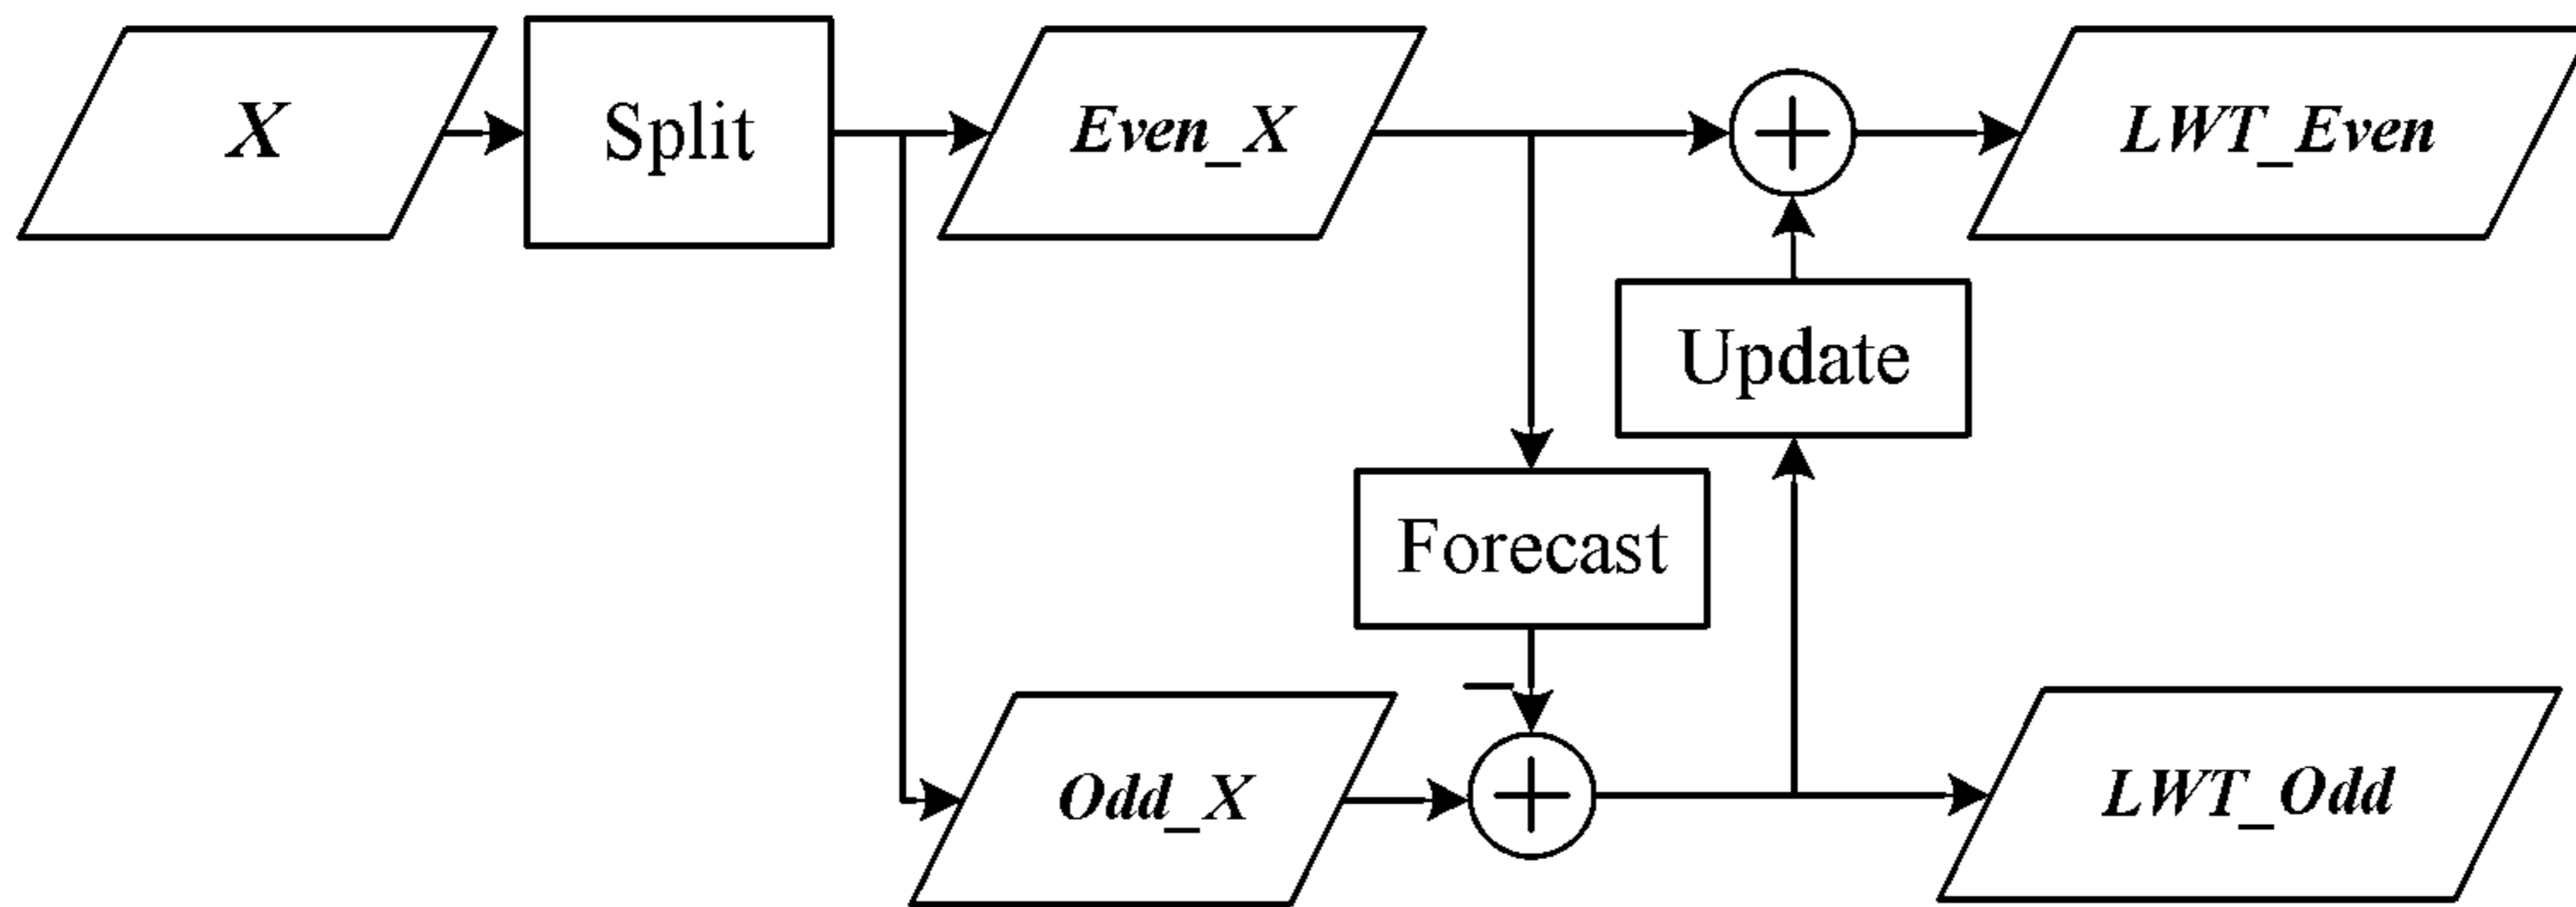 X
Split
Even_X
LWT_Even
Update
Forecast
Odd_X
LWT_Odd